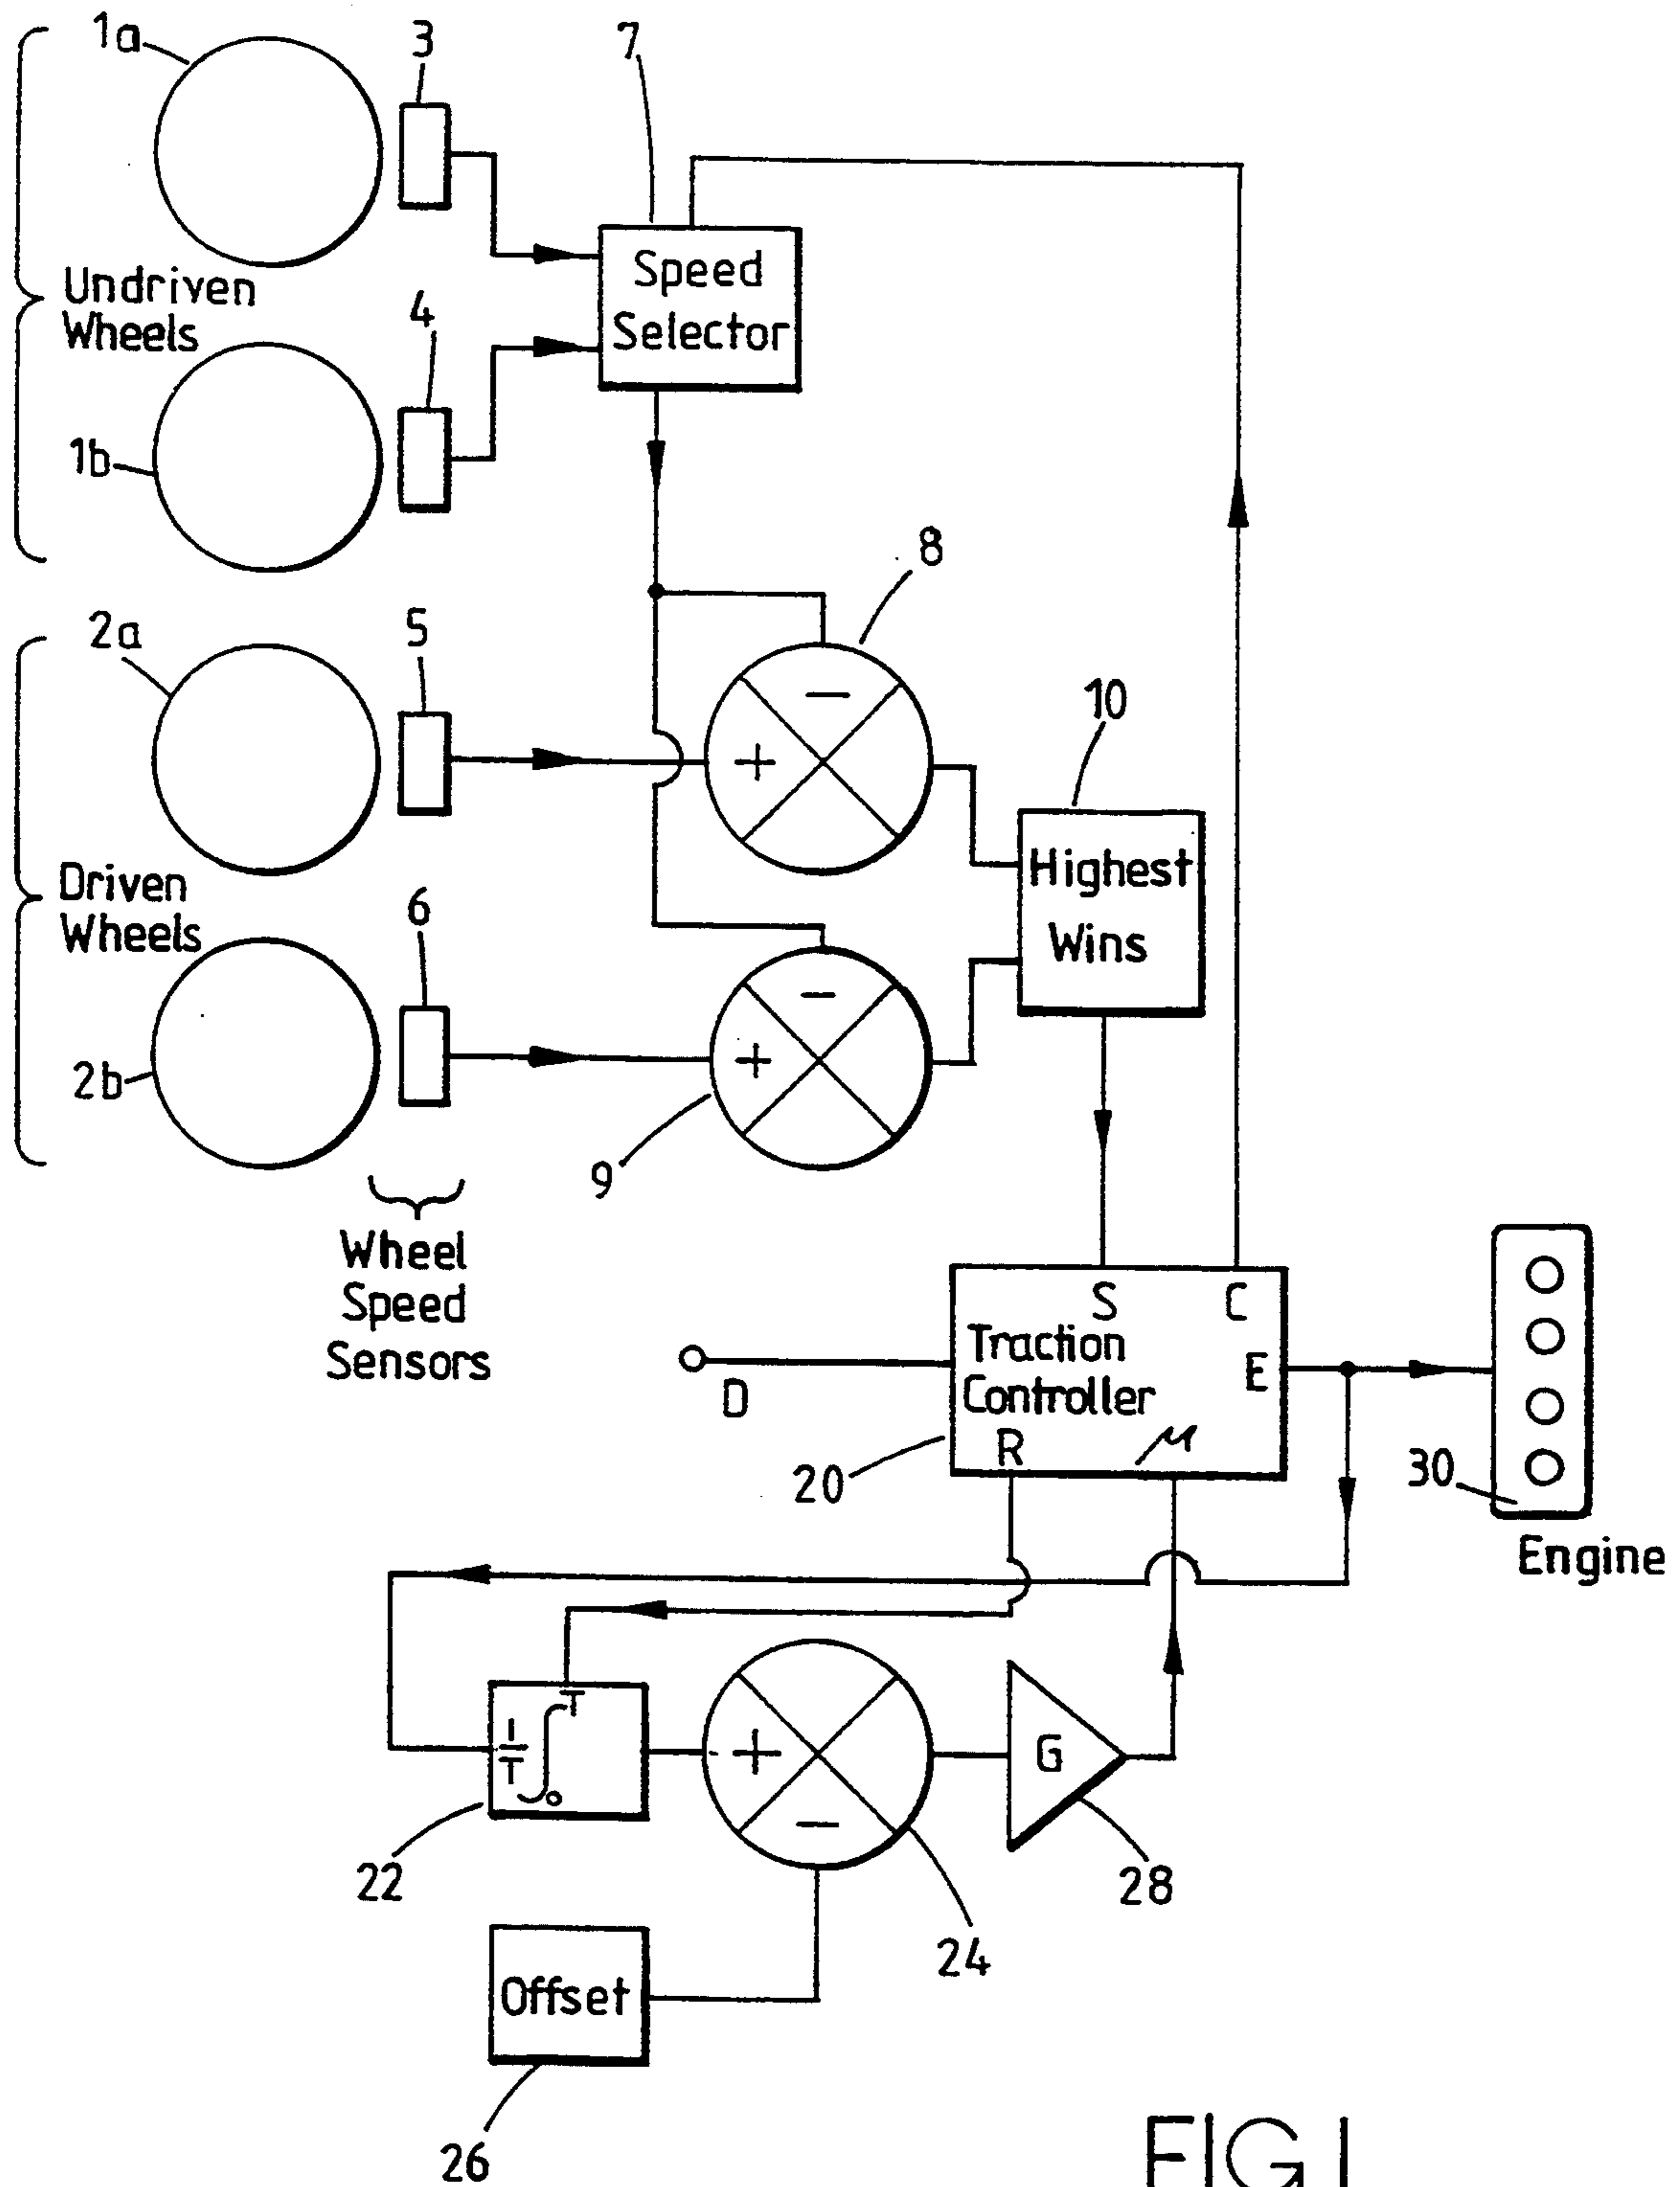 1a
3
7
Undriven
Wheels
4
Speed
Selector
1b
8
2a
5
−
+
10
Driven
Wheels
Highest
Wins
6
−
+
2b
9
Wheel
Speed
Sensors
S C
Traction
Controller
E
D
R μ
20
30
Engine
1/T ∫ T o
+
−
G
22
28
24
Offset
26
FIG.1